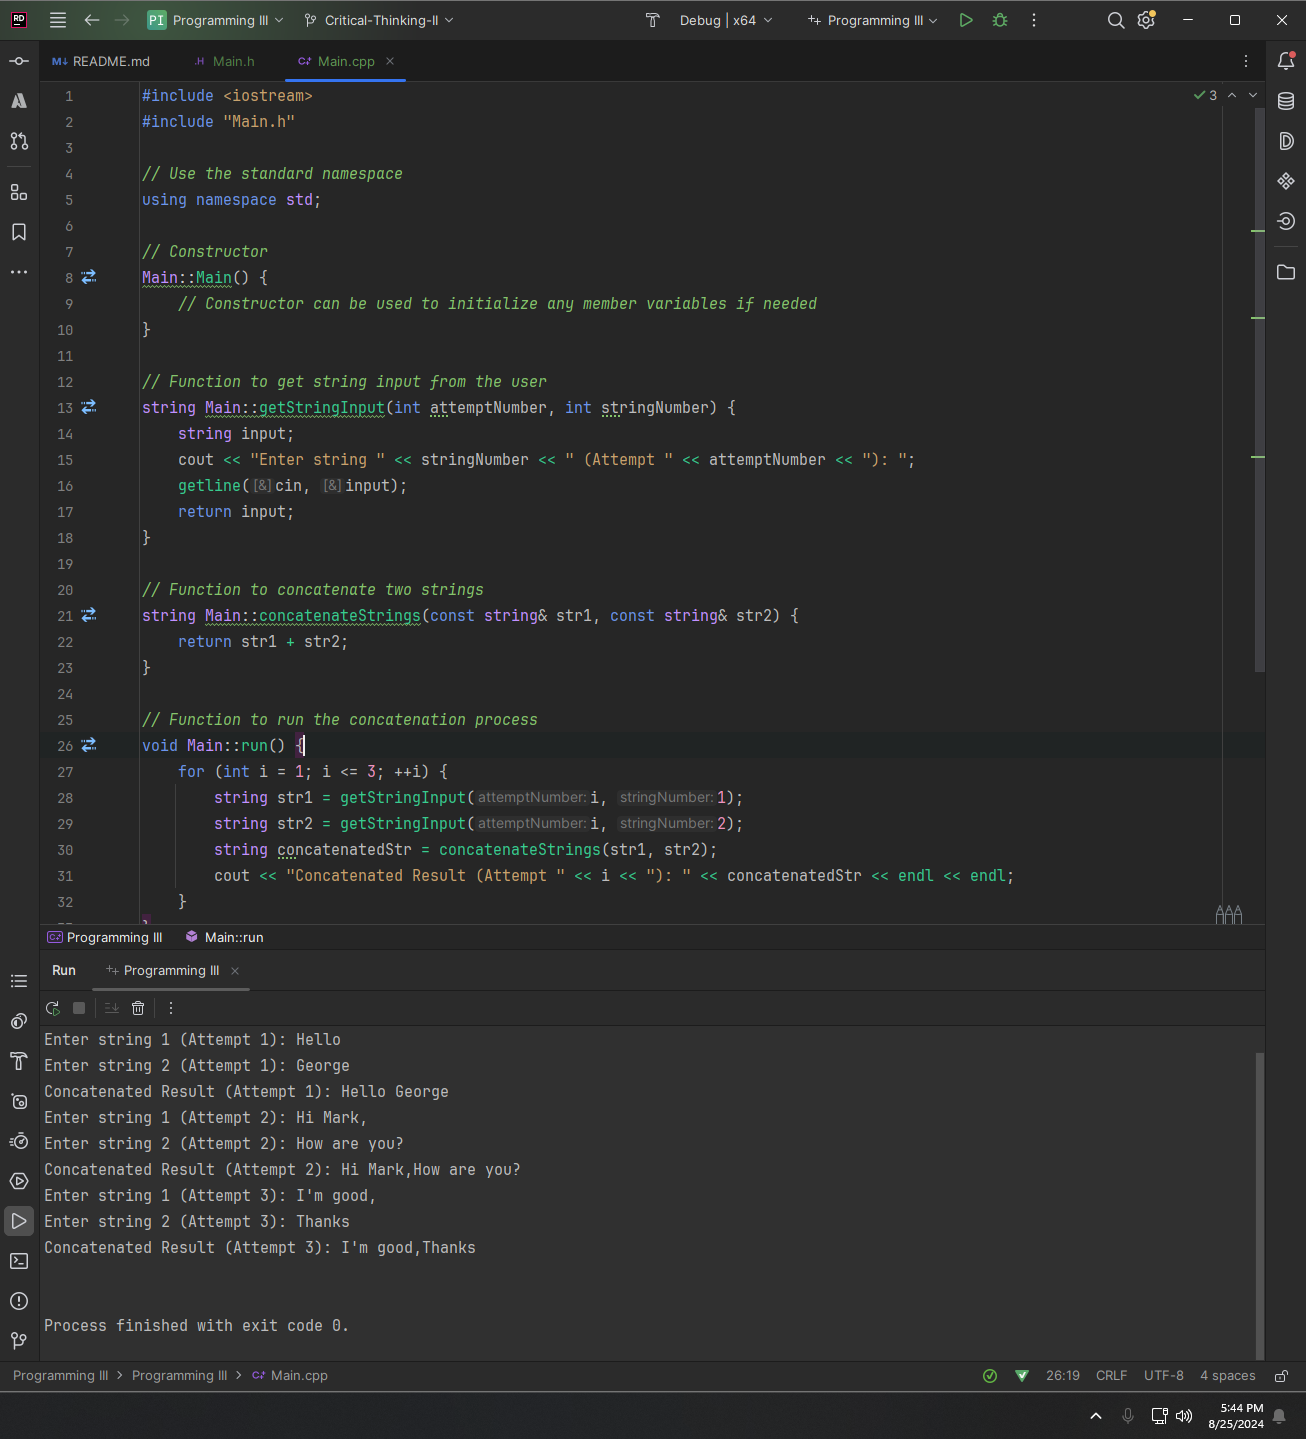 RD PI Programming III Critical-Thinking-II Debug | x64 Programming III
M↓ README.md .H Main.h C+ Main.cpp
1 #include <iostream> 3
2 #include "Main.h"
3
4 // Use the standard namespace
5 using namespace std;
6
7 // Constructor
8 Main::Main() {
9 // Constructor can be used to initialize any member variables if needed
10 }
11
12 // Function to get string input from the user
13 string Main::getStringInput(int attemptNumber, int stringNumber) {
14 string input;
15 cout << "Enter string " << stringNumber << " (Attempt " << attemptNumber << "): ";
16 getline([&]cin, [&]input);
17 return input;
18 }
19
20 // Function to concatenate two strings
21 string Main::concatenateStrings(const string& str1, const string& str2) {
22 return str1 + str2;
23 }
24
25 // Function to run the concatenation process
26 void Main::run() {
27 for (int i = 1; i <= 3; ++i) {
28 string str1 = getStringInput(attemptNumber: i, stringNumber: 1);
29 string str2 = getStringInput(attemptNumber: i, stringNumber: 2);
30 string concatenatedStr = concatenateStrings(str1, str2);
31 cout << "Concatenated Result (Attempt " << i << "): " << concatenatedStr << endl << endl;
32 }
C+ Programming III Main::run
Run Programming III
Enter string 1 (Attempt 1): Hello
Enter string 2 (Attempt 1): George
Concatenated Result (Attempt 1): Hello George
Enter string 1 (Attempt 2): Hi Mark,
Enter string 2 (Attempt 2): How are you?
Concatenated Result (Attempt 2): Hi Mark,How are you?
Enter string 1 (Attempt 3): I'm good,
Enter string 2 (Attempt 3): Thanks
Concatenated Result (Attempt 3): I'm good,Thanks
Process finished with exit code 0.
Programming III > Programming III > C+ Main.cpp 26:19 CRLF UTF-8 4 spaces
5:44 PM
8/25/2024